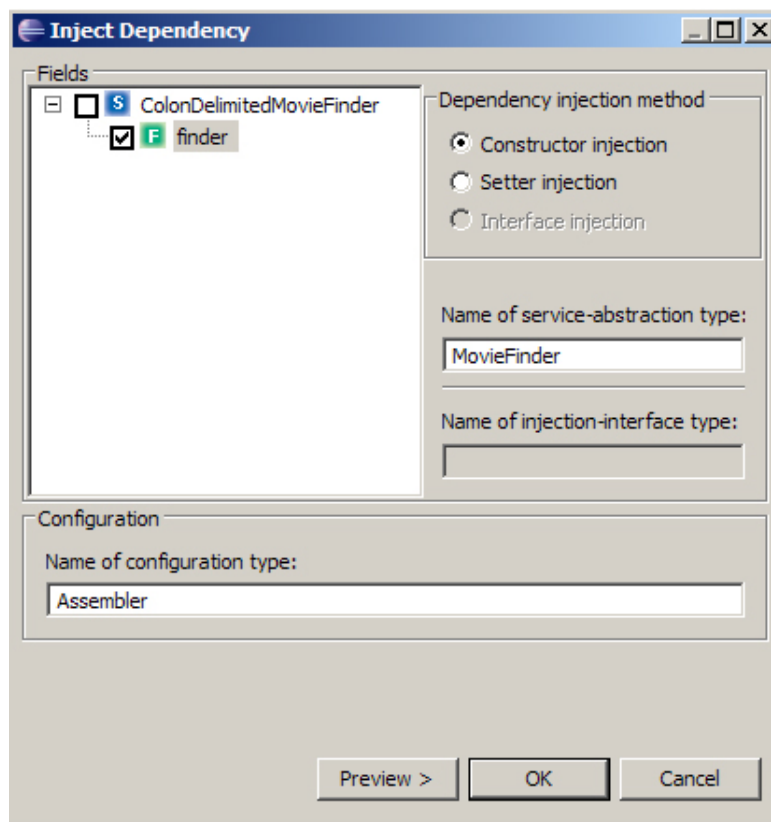 Inject Dependency
Fields
S ColonDelimitedMovieFinder
F finder
Dependency injection method
Constructor injection
Setter injection
Interface injection
Name of service-abstraction type:
MovieFinder
Name of injection-interface type:
Configuration
Name of configuration type:
Assembler
Preview > OK Cancel